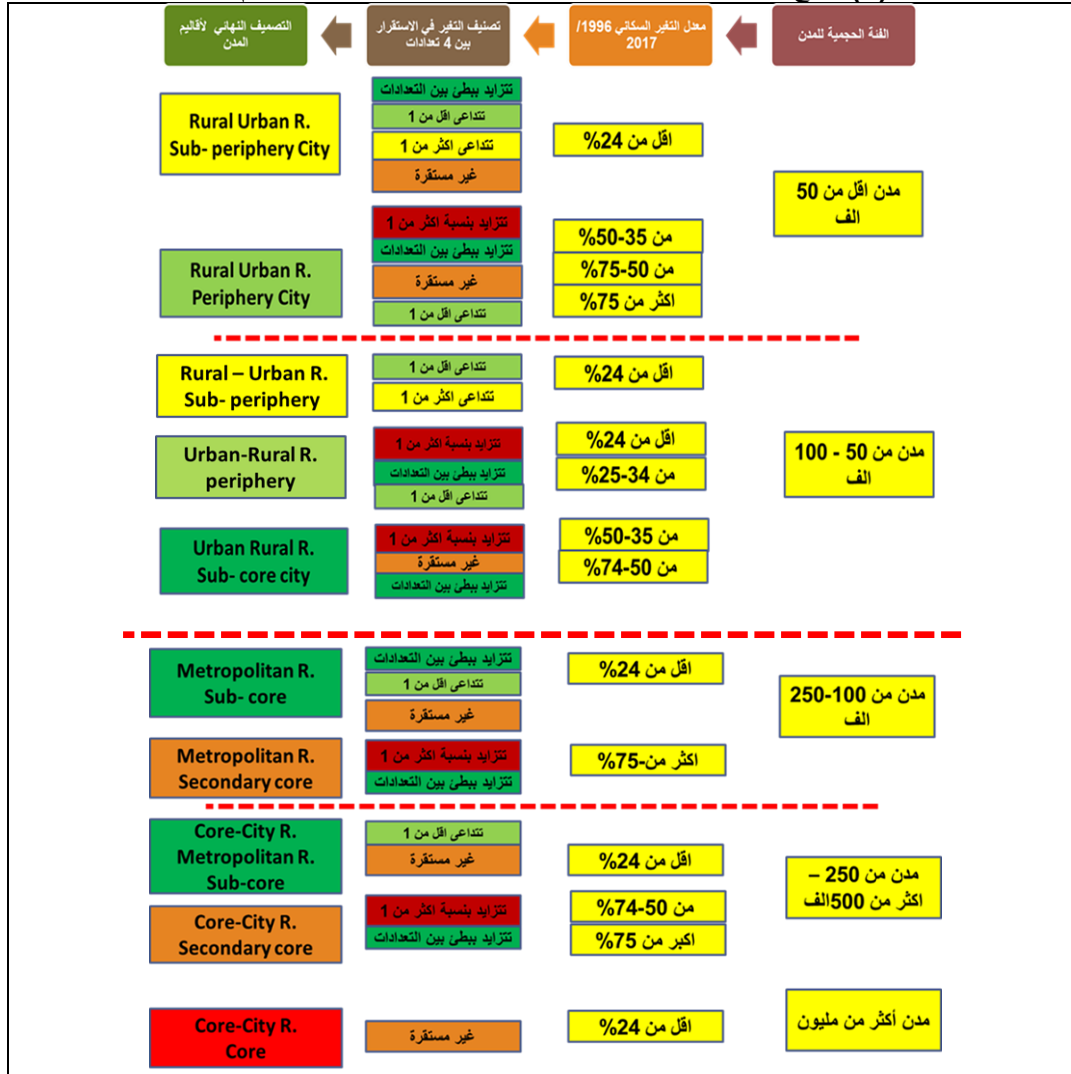 الفئة الحجمية للمدن
معدل التغير السكاني 1996/
2017
تصنيف التغير في الاستقرار
بين 4 تعدادات
التصميف النهائي لأقاليم
المدن
مدن اقل من 50
الف
اقل من 24%
تتزايد ببطئ بين التعدادات
تتداعى اقل من 1
تتداعى اكثر من 1
غير مستقرة
Rural Urban R.
Sub- periphery City
من 35-50%
من 50-75%
اكثر من 75%
تتزايد بنسبة اكثر من 1
تتزايد ببطئ بين التعدادات
غير مستقرة
تتداعى اقل من 1
Rural Urban R.
Periphery City
مدن من 50 - 100
الف
اقل من 24%
تتداعى اقل من 1
تتداعى اكثر من 1
Rural – Urban R.
Sub- periphery
اقل من 24%
من 34-25%
تتزايد بنسبة اكثر من 1
تتزايد ببطئ بين التعدادات
تتداعى اقل من 1
Urban-Rural R.
periphery
من 35-50%
من 50-74%
تتزايد بنسبة اكثر من 1
غير مستقرة
تتزايد ببطئ بين التعدادات
Urban Rural R.
Sub- core city
مدن من 100-250
الف
اقل من 24%
تتزايد ببطئ بين التعدادات
تتداعى اقل من 1
غير مستقرة
Metropolitan R.
Sub- core
اكثر من-75%
تتزايد بنسبة اكثر من 1
تتزايد ببطئ بين التعدادات
Metropolitan R.
Secondary core
مدن من 250 –
اكثر من 500الف
اقل من 24%
تتداعى اقل من 1
غير مستقرة
Core-City R.
Metropolitan R.
Sub-core
من 50-74%
اكبر من 75%
تتزايد بنسبة اكثر من 1
تتزايد ببطئ بين التعدادات
Core-City R.
Secondary core
مدن أكثر من مليون
اقل من 24%
غير مستقرة
Core-City R.
Core